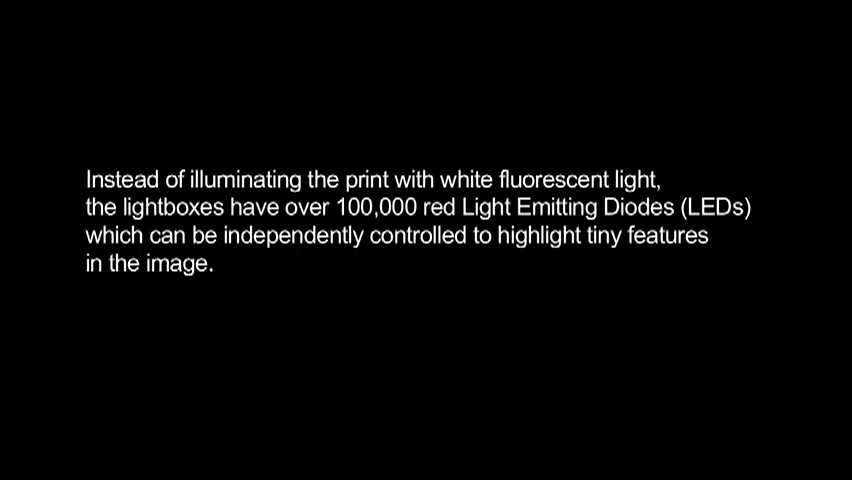 Instead of illuminating the print with white fluorescent light,
the lightboxes have over 100,000 red Light Emitting Diodes (LEDs)
which can be independently controlled to highlight tiny features
in the image.